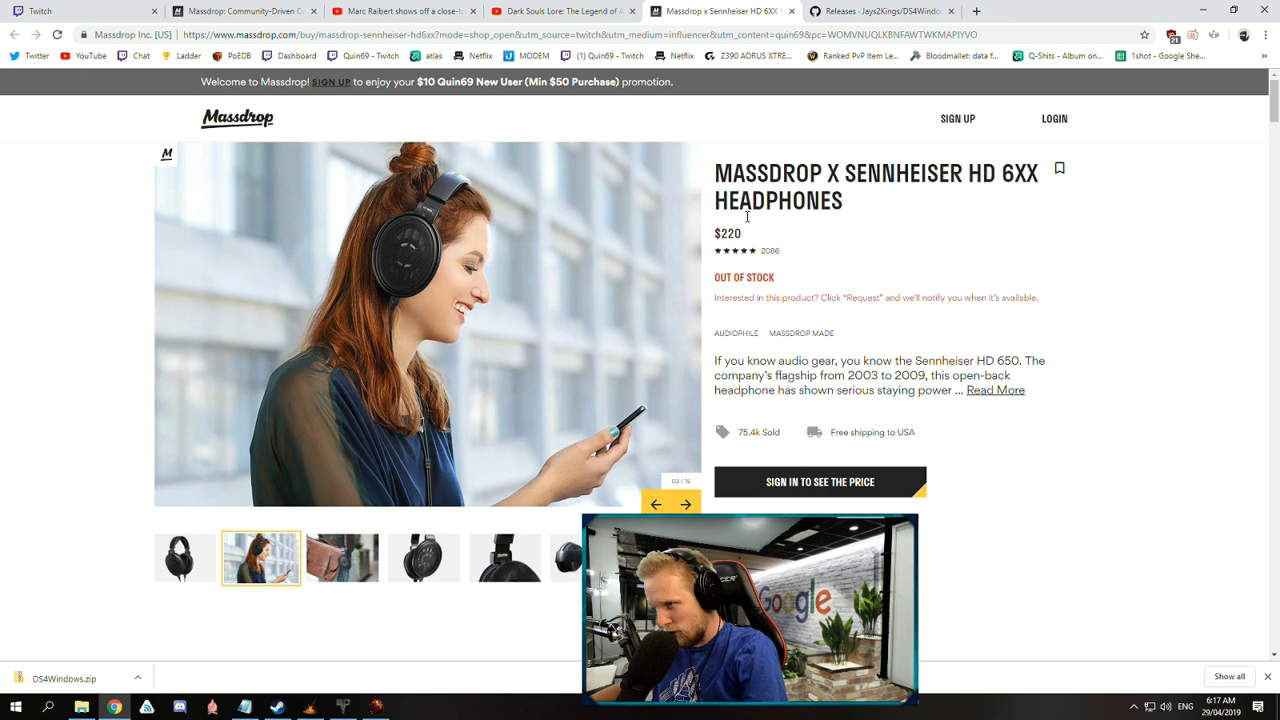 Twitch
Massdrop: Community-Driven C
Marc Raibert shows off a close-t
Dark Souls Lore: The Legend of A
Massdrop x Sennheiser HD 6XX H
Releases - Jays2Kings/DS4Windo
Massdrop Inc. [US] | https://www.massdrop.com/buy/massdrop-sennheiser-hd6xx?mode=shop_open&utm_source=twitch&utm_medium=influencer&utm_content=quin69&pc=WOMVNUQLKBNFAWTWKMAPIYVO
21
Twitter
YouTube
Chat
Ladder
PoEDB
Dashboard
Quin69 - Twitch
atlas
Netflix
MODEM
(1) Quin69 - Twitch
Netflix
Z390 AORUS XTRE...
Ranked PvP Item Le...
Bloodmallet: data f...
Q-Shits - Album on...
1shot - Google She...
»
Welcome to Massdrop! SIGN UP to enjoy your $10 Quin69 New User (Min $50 Purchase) promotion.
Massdrop
SIGN UP
LOGIN
M
MASSDROP X SENNHEISER HD 6XX
HEADPHONES
$220
2086
OUT OF STOCK
Interested in this product? Click “Request” and we'll notify you when it's available.
AUDIOPHILE MASSDROP MADE
If you know audio gear, you know the Sennheiser HD 650. The
company's flagship from 2003 to 2009, this open-back
headphone has shown serious staying power ... Read More
75.4k Sold
Free shipping to USA
02 / 16
SIGN IN TO SEE THE PRICE
Google
DS4Windows.zip
Show all
ENG
6:17 AM
29/04/2019